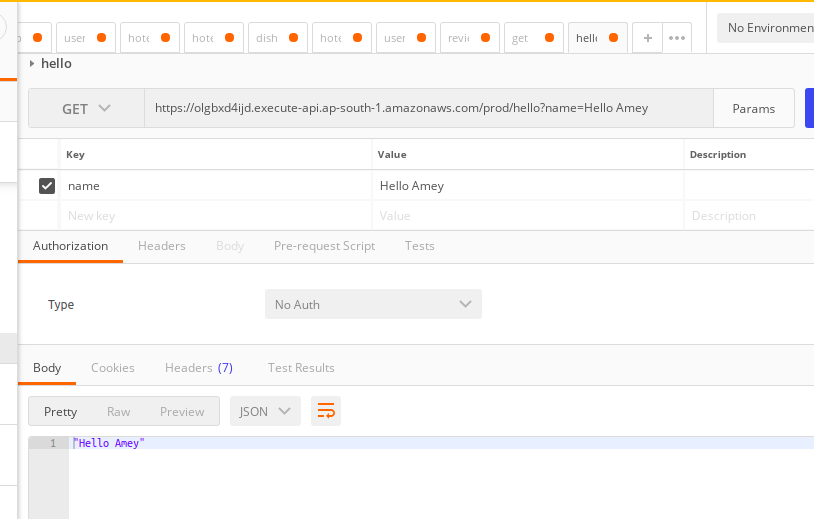 user hote hote dish hote user revie get hello + ••• No Environmen
hello
GET https://olgbxd4ijd.execute-api.ap-south-1.amazonaws.com/prod/hello?name=Hello Amey Params
Key Value Description
name Hello Amey
New key Value Description
Authorization Headers Body Pre-request Script Tests
Type No Auth
Body Cookies Headers (7) Test Results
Pretty Raw Preview JSON
1 "Hello Amey"